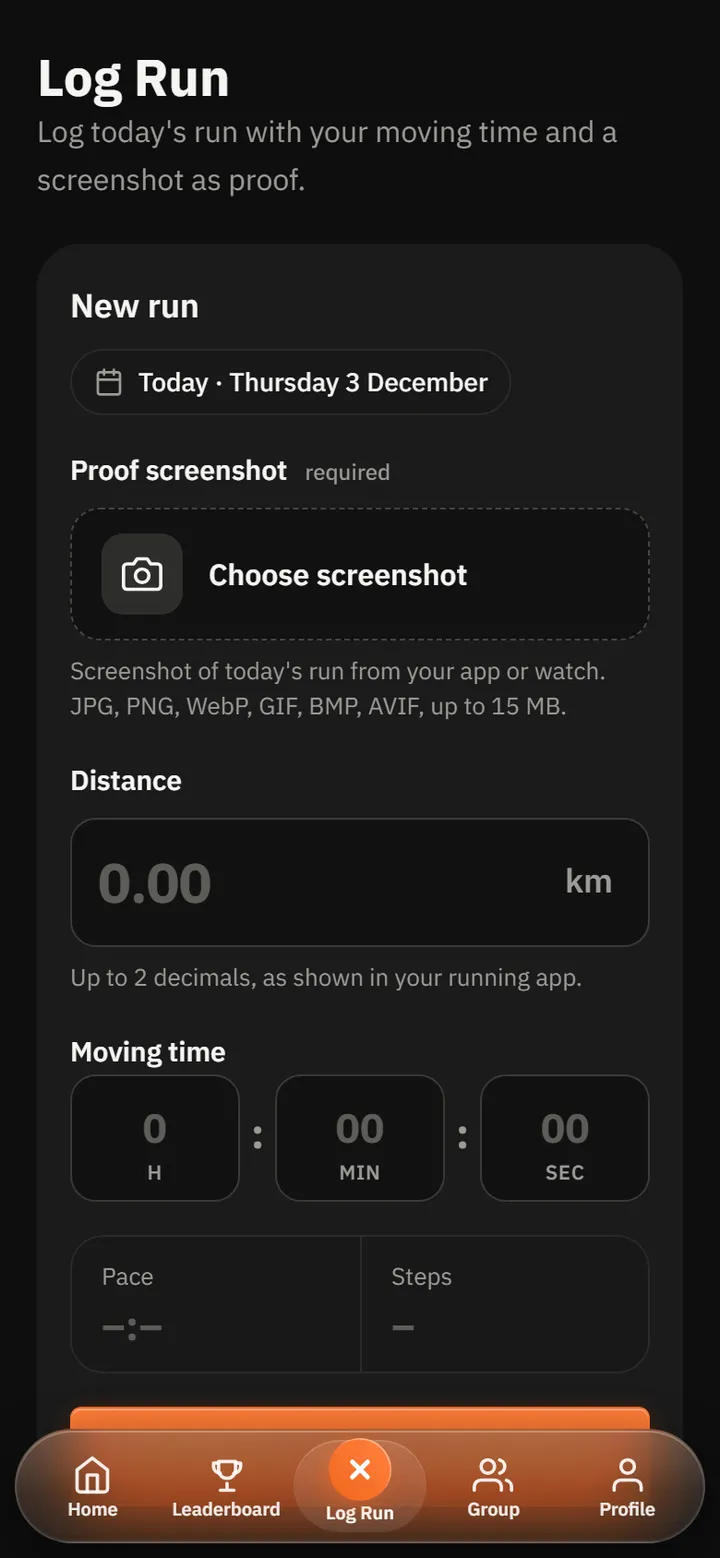 Log Run
Log today's run with your moving time and a
screenshot as proof.
New run
Today · Thursday 3 December
Proof screenshot required
Choose screenshot
Screenshot of today's run from your app or watch.
JPG, PNG, WebP, GIF, BMP, AVIF, up to 15 MB.
Distance
0.00 km
Up to 2 decimals, as shown in your running app.
Moving time
0 : 00 : 00
H MIN SEC
Pace Steps
–:– –
Home Leaderboard Log Run Group Profile